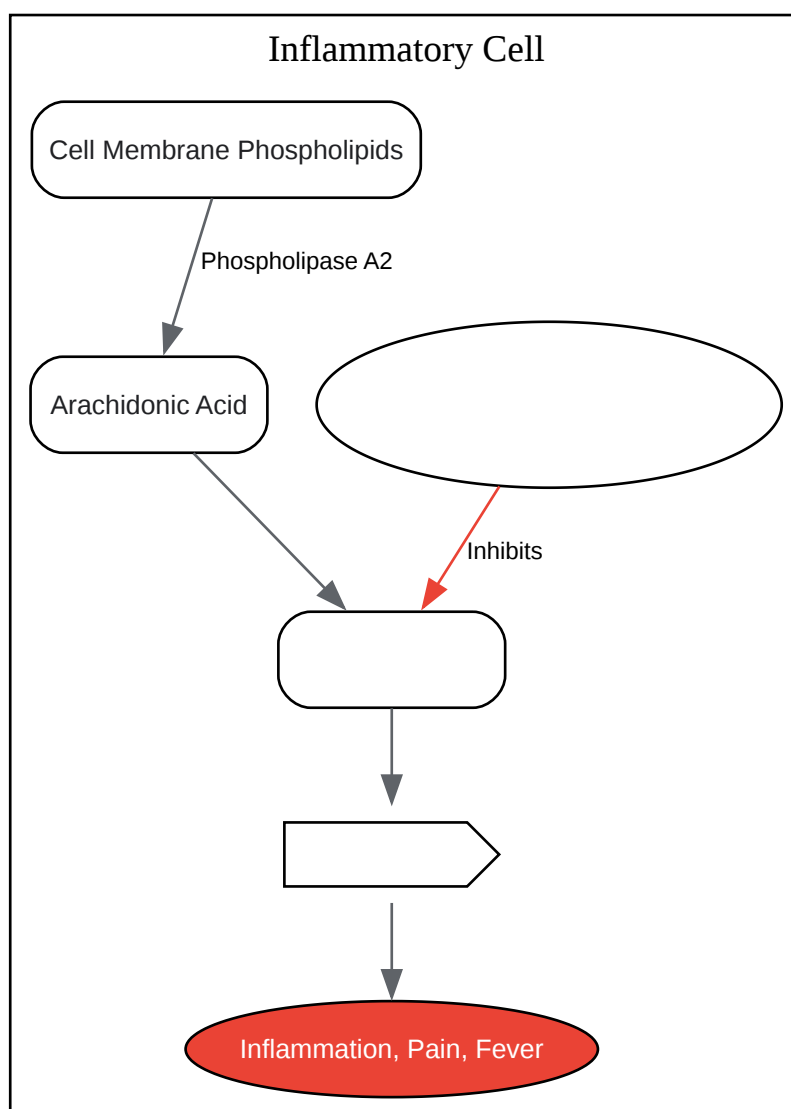 Inflammatory Cell
Cell Membrane Phospholipids
Phospholipase A2
Arachidonic Acid
Inhibits
Inflammation, Pain, Fever